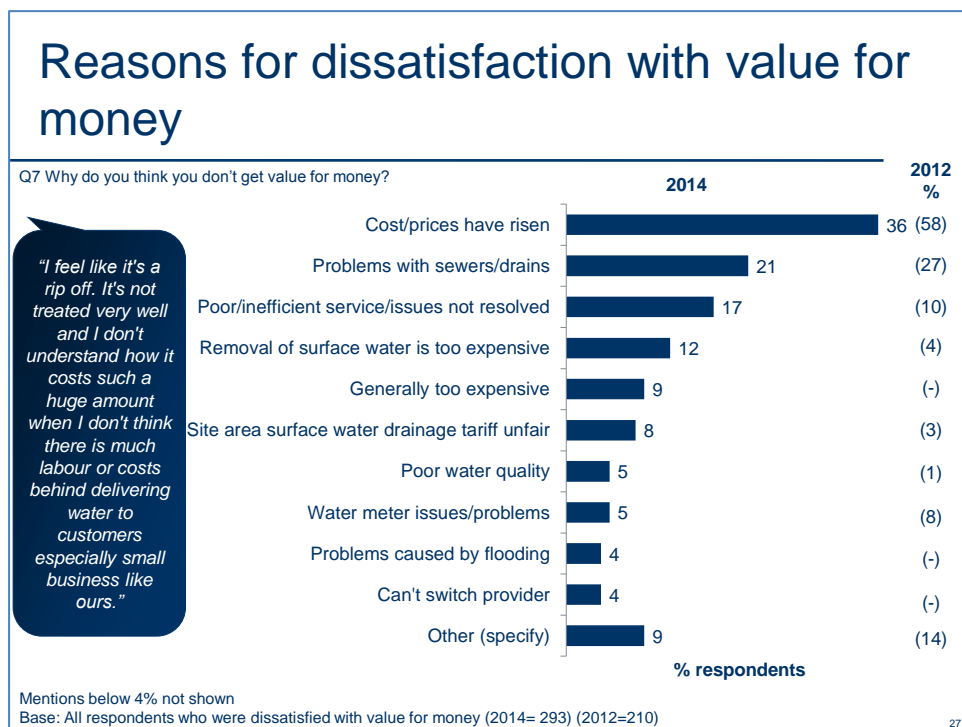 Reasons for dissatisfaction with value for
money
Q7 Why do you think you don't get value for money?
2014
2012
%
"I feel like it's a
rip off. It's not
treated very well
and I don't
understand how it
costs such a
huge amount
when I don't think
there is much
labour or costs
behind delivering
water to
customers
especially small
business like
ours."
Cost/prices have risen 36 (58)
Problems with sewers/drains 21 (27)
Poor/inefficient service/issues not resolved 17 (10)
Removal of surface water is too expensive 12 (4)
Generally too expensive 9 (-)
Site area surface water drainage tariff unfair 8 (3)
Poor water quality 5 (1)
Water meter issues/problems 5 (8)
Problems caused by flooding 4 (-)
Can't switch provider 4 (-)
Other (specify) 9 (14)
% respondents
Mentions below 4% not shown
Base: All respondents who were dissatisfied with value for money (2014= 293) (2012=210)
27